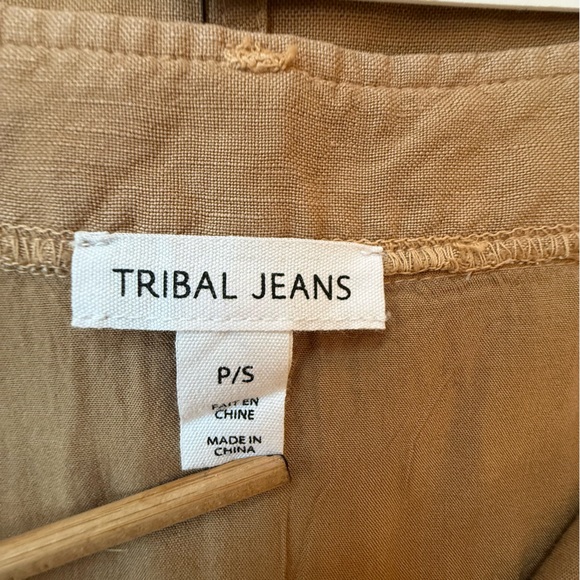 TRIBAL JEANS
P/S
FAIT EN
CHINE
MADE IN
CHINA